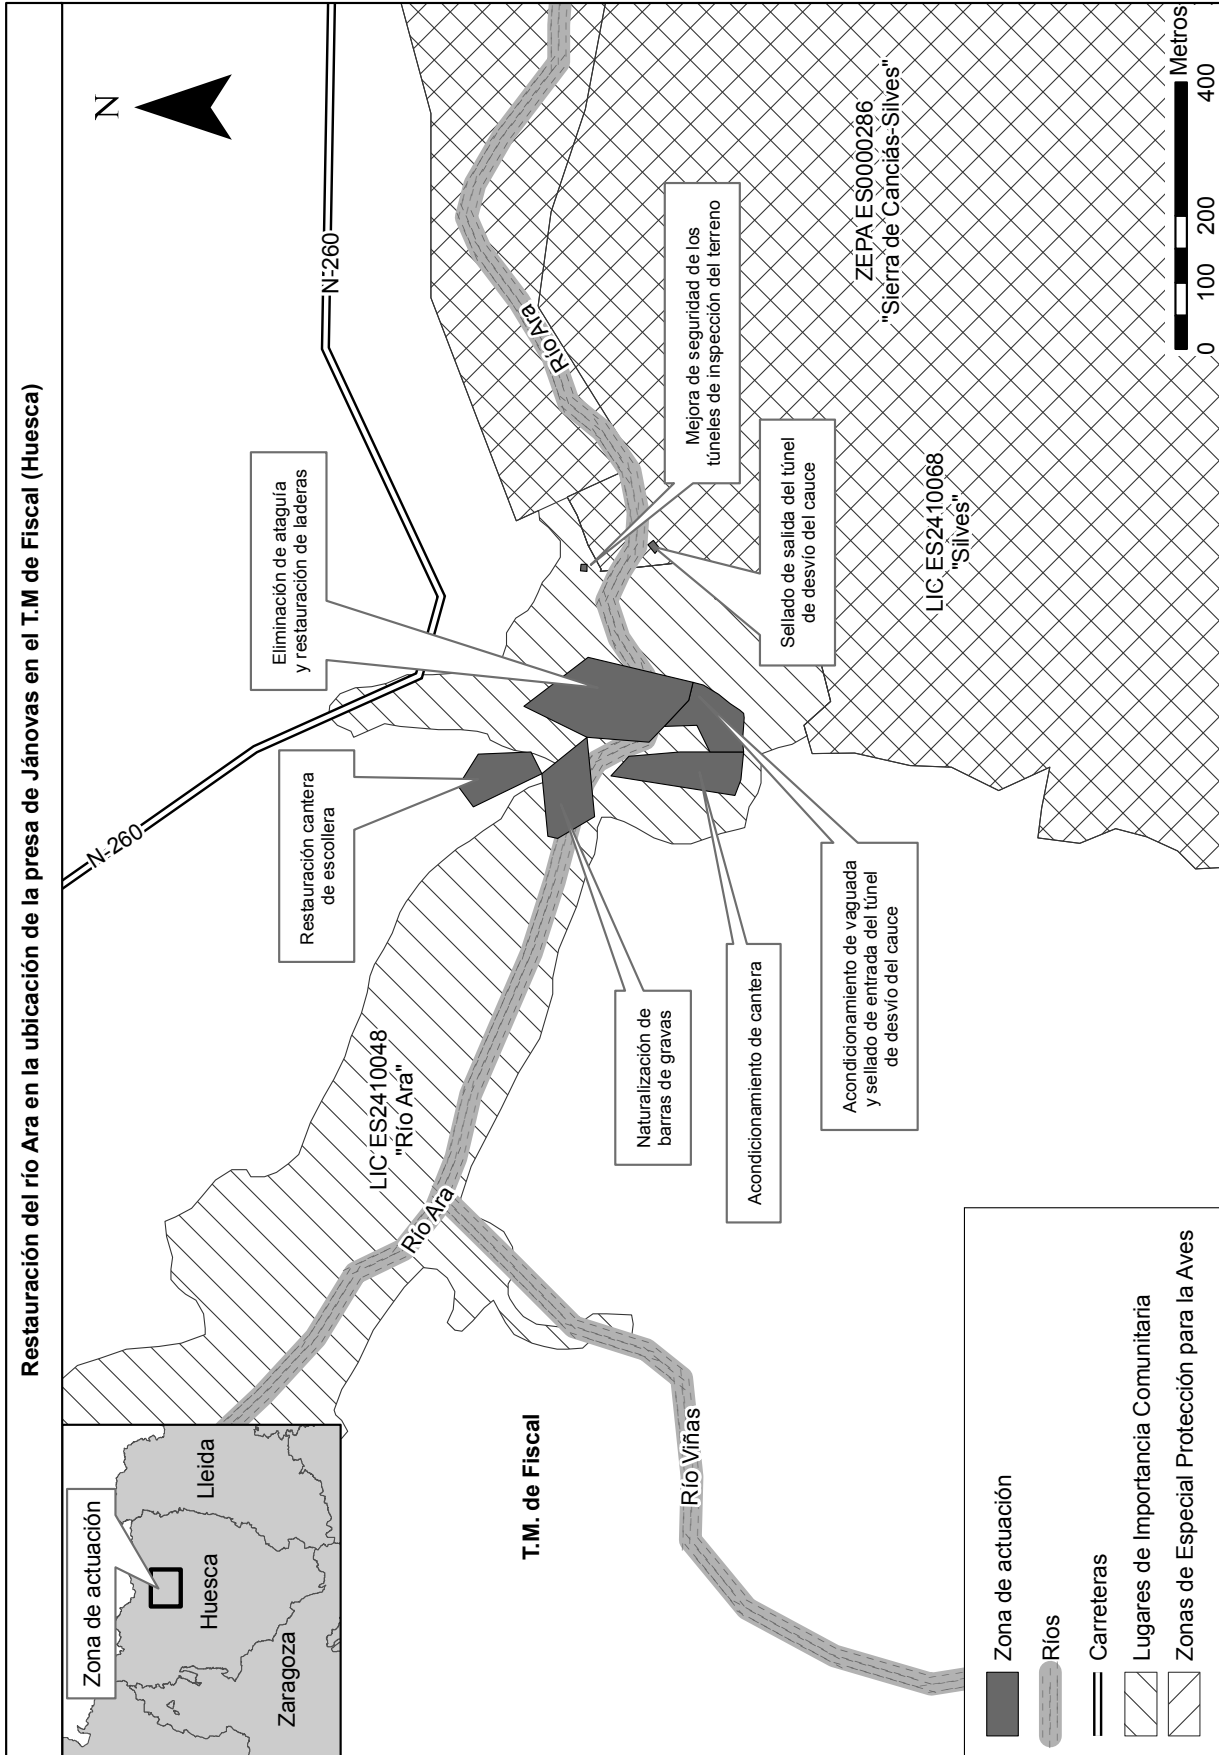 Restauración del río Ara en la ubicación de la presa de Jánovas en el T.M de Fiscal (Huesca)
Zona de actuación
Lleida
Huesca
Zaragoza
N
N-260
N-260
Eliminación de ataguía
y restauración de laderas
Restauración cantera
de escollera
LIC ES2410048
"Río Ara"
Río Ara
Río Ara
Mejora de seguridad de los
túneles de inspección del terreno
Naturalización de
barras de gravas
Sellado de salida del túnel
de desvío del cauce
Acondicionamiento de cantera
Acondicionamiento de vaguada
y sellado de entrada del túnel
de desvío del cauce
ZEPA ES0000286
"Sierra de Canciás-Silves"
LIC ES2410068
"Silves"
T.M. de Fiscal
Río Viñas
Zona de actuación
Ríos
Carreteras
Lugares de Importancia Comunitaria
Zonas de Especial Protección para la Aves
Metros
0 100 200 400